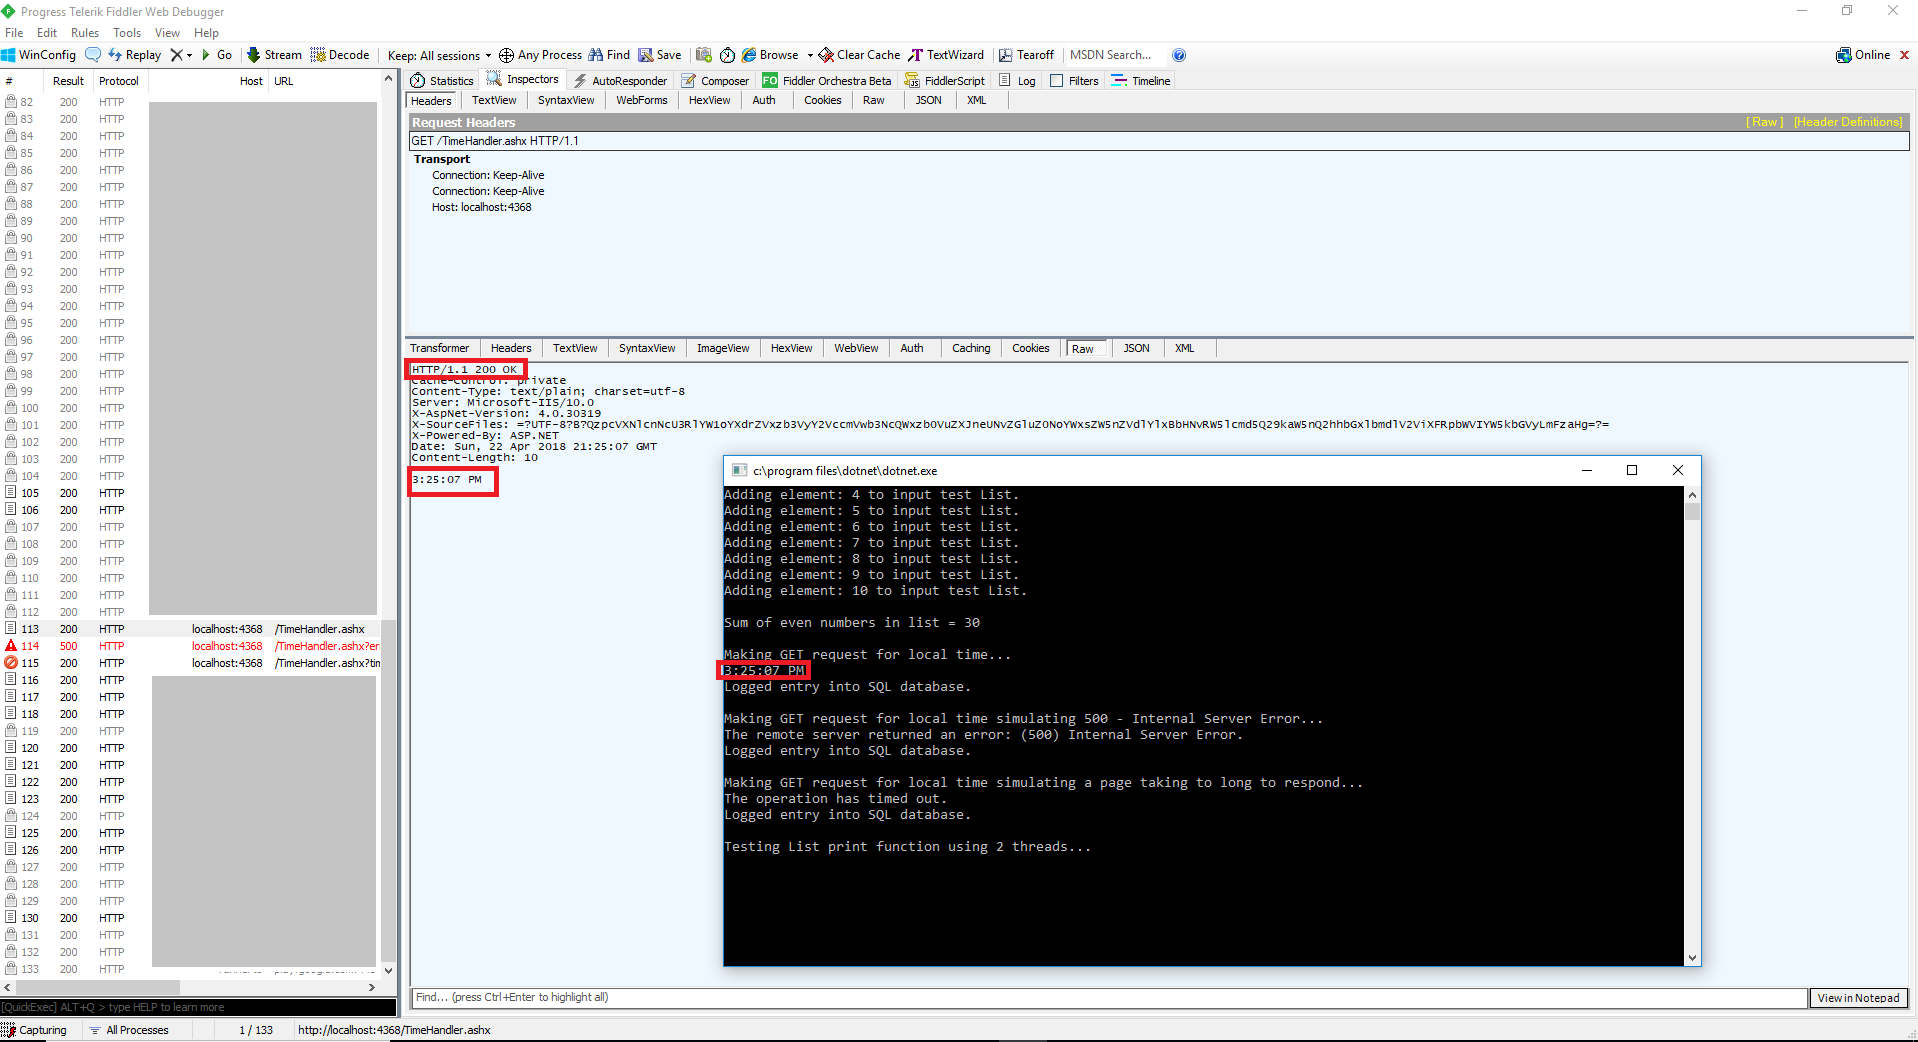 Progress Telerik Fiddler Web Debugger
File Edit Rules Tools View Help
WinConfig Replay Go Stream Decode Keep: All sessions Any Process Find Save Browse Clear Cache TextWizard Tearoff MSDN Search... Online
# Result Protocol Host URL
82 200 HTTP
83 200 HTTP
84 200 HTTP
85 200 HTTP
86 200 HTTP
87 200 HTTP
88 200 HTTP
89 200 HTTP
90 200 HTTP
91 200 HTTP
92 200 HTTP
93 200 HTTP
94 200 HTTP
95 200 HTTP
96 200 HTTP
97 200 HTTP
98 200 HTTP
99 200 HTTP
100 200 HTTP
101 200 HTTP
102 200 HTTP
103 200 HTTP
104 200 HTTP
105 200 HTTP
106 200 HTTP
107 200 HTTP
108 200 HTTP
109 200 HTTP
110 200 HTTP
111 200 HTTP
112 200 HTTP
113 200 HTTP localhost:4368 /TimeHandler.ashx
114 500 HTTP localhost:4368 /TimeHandler.ashx?er
115 200 HTTP localhost:4368 /TimeHandler.ashx?tin
116 200 HTTP
117 200 HTTP
118 200 HTTP
119 200 HTTP
120 200 HTTP
121 200 HTTP
122 200 HTTP
123 200 HTTP
124 200 HTTP
125 200 HTTP
126 200 HTTP
127 200 HTTP
128 200 HTTP
129 200 HTTP
130 200 HTTP
131 200 HTTP
132 200 HTTP
133 200 HTTP
[QuickExec] ALT+Q > type HELP to learn more
Capturing All Processes 1 / 133 http://localhost:4368/TimeHandler.ashx
Statistics Inspectors AutoResponder Composer FO Fiddler Orchestra Beta FiddlerScript Log Filters Timeline
Headers TextView SyntaxView WebForms HexView Auth Cookies Raw JSON XML
Request Headers [ Raw ] [Header Definitions]
GET /TimeHandler.ashx HTTP/1.1
Transport
Connection: Keep-Alive
Connection: Keep-Alive
Host: localhost:4368
Transformer Headers TextView SyntaxView ImageView HexView WebView Auth Caching Cookies Raw JSON XML
HTTP/1.1 200 OK
Cache-Control: private
Content-Type: text/plain; charset=utf-8
Server: Microsoft-IIS/10.0
X-AspNet-Version: 4.0.30319
X-SourceFiles:
X-Powered-By: ASP.NET
Date: Sun, 22 Apr 2018 21:25:07 GMT
Content-Length: 10
3:25:07 PM
c:\program files\dotnet\dotnet.exe
Adding element: 4 to input test List.
Adding element: 5 to input test List.
Adding element: 6 to input test List.
Adding element: 7 to input test List.
Adding element: 8 to input test List.
Adding element: 9 to input test List.
Adding element: 10 to input test List.
Sum of even numbers in list = 30
Making GET request for local time...
3:25:07 PM
Logged entry into SQL database.
Making GET request for local time simulating 500 - Internal Server Error...
The remote server returned an error: (500) Internal Server Error.
Logged entry into SQL database.
Making GET request for local time simulating a page taking to long to respond...
The operation has timed out.
Logged entry into SQL database.
Testing List print function using 2 threads...
Find... (press Ctrl+Enter to highlight all) View in Notepad